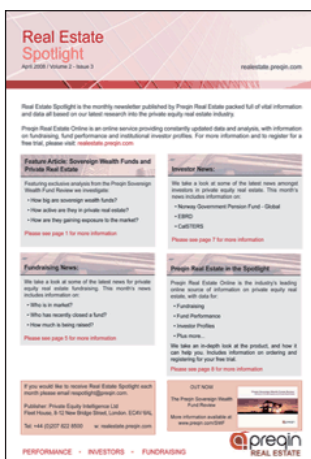 Real Estate
Spotlight
April 2008 / Volume 2 - Issue 3
realestate.preqin.com
Real Estate Spotlight is the monthly newsletter published by Preqin Real Estate packed full of vital information
and data all based on our latest research into the private equity real estate industry.
Preqin Real Estate Online is an online service providing constantly updated data and analysis, with information
on fundraising, fund performance and institutional investor profiles. For more information and to register for a
free trial, please visit: realestate.preqin.com
Feature Article: Sovereign Wealth Funds and
Private Real Estate
Featuring exclusive analysis from the Preqin Sovereign
Wealth Fund Review we investigate:
• How big are sovereign wealth funds?
• How active are they in private real estate?
• How are they gaining exposure to the market?
Please see page 1 for more information
Investor News:
We take a look at some of the latest news amongst
investors in private real estate. This month's news
includes information on:
• Norway Government Pension Fund - Global
• EBRD
• CalSTERS
Please see page 7 for more information
Fundraising News:
We take a look at some of the latest news for private
equity real estate fundraising. This month's news
includes information on:
• Who is in market?
• Who has recently closed a fund?
• How much is being raised?
Please see page 5 for more information
Preqin Real Estate in the Spotlight
Preqin Real Estate Online is the industry's leading
online source of information on private equity real
estate, with data for:
• Fundraising
• Fund Performance
• Investor Profiles
• Plus more...
We take an in-depth look at the product, and how it
can help you. Includes information on ordering and
registering for your free trial.
Please see page 8 for more information
If you would like to receive Real Estate Spotlight each
month please email respotlight@preqin.com
Publisher: Private Equity Intelligence Ltd
Fleet House, 8-12 New Bridge Street, London, EC4V 6AL
Tel: +44 (0)207 822 8500
w: realestate.preqin.com
OUT NOW
The Preqin Sovereign Wealth
Fund Review
More information available at:
www.preqin.com/SWF
PERFORMANCE - INVESTORS - FUNDRAISING
preqin
REAL ESTATE